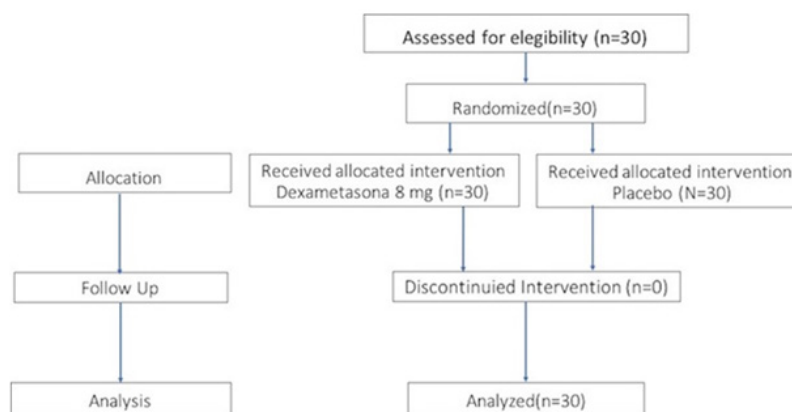 Assessed for elegibility (n=30)
Randomized(n=30)
Allocation
Received allocated intervention
Dexametasona 8 mg (n=30)
Received allocated intervention
Placebo (N=30)
Follow Up
Discontinuied Intervention (n=0)
Analysis
Analyzed(n=30)